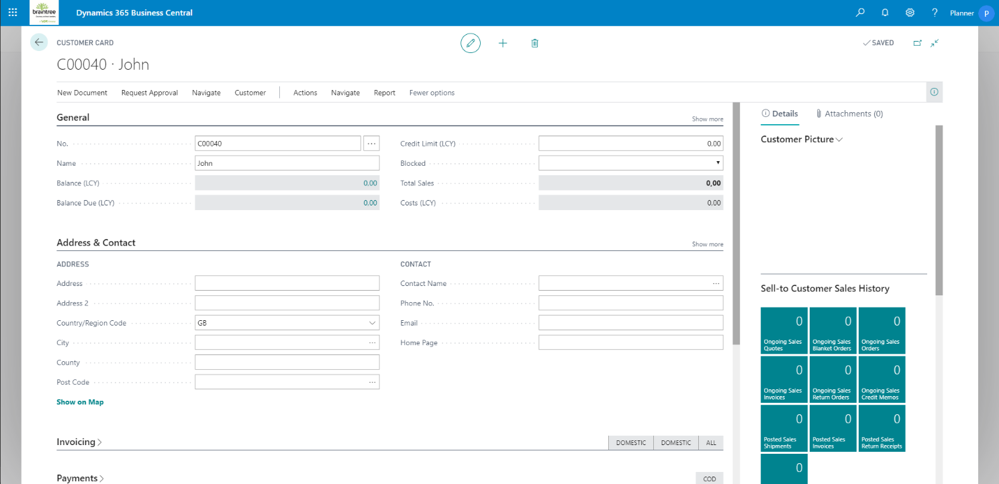 braintree
Dynamics 365 Business Central
Planner
P
CUSTOMER CARD
SAVED
C00040 · John
New Document Request Approval Navigate Customer Actions Navigate Report Fewer options
General
Show more
No.
C00040
Name
John
Balance (LCY)
0,00
Balance Due (LCY)
0,00
Credit Limit (LCY)
0.00
Blocked
Total Sales
0,00
Costs (LCY)
0,00
Address & Contact
Show more
ADDRESS
Address
Address 2
Country/Region Code
GB
City
County
Post Code
Show on Map
CONTACT
Contact Name
Phone No.
Email
Home Page
Invoicing
DOMESTIC DOMESTIC ALL
Payments
COD
Details
Attachments (0)
Customer Picture
Sell-to Customer Sales History
0
Ongoing Sales
Quotes
0
Ongoing Sales
Blanket Orders
0
Ongoing Sales
Orders
0
Ongoing Sales
Invoices
0
Ongoing Sales
Return Orders
0
Ongoing Sales
Credit Memos
0
Posted Sales
Shipments
0
Posted Sales
Invoices
0
Posted Sales
Return Receipts
0